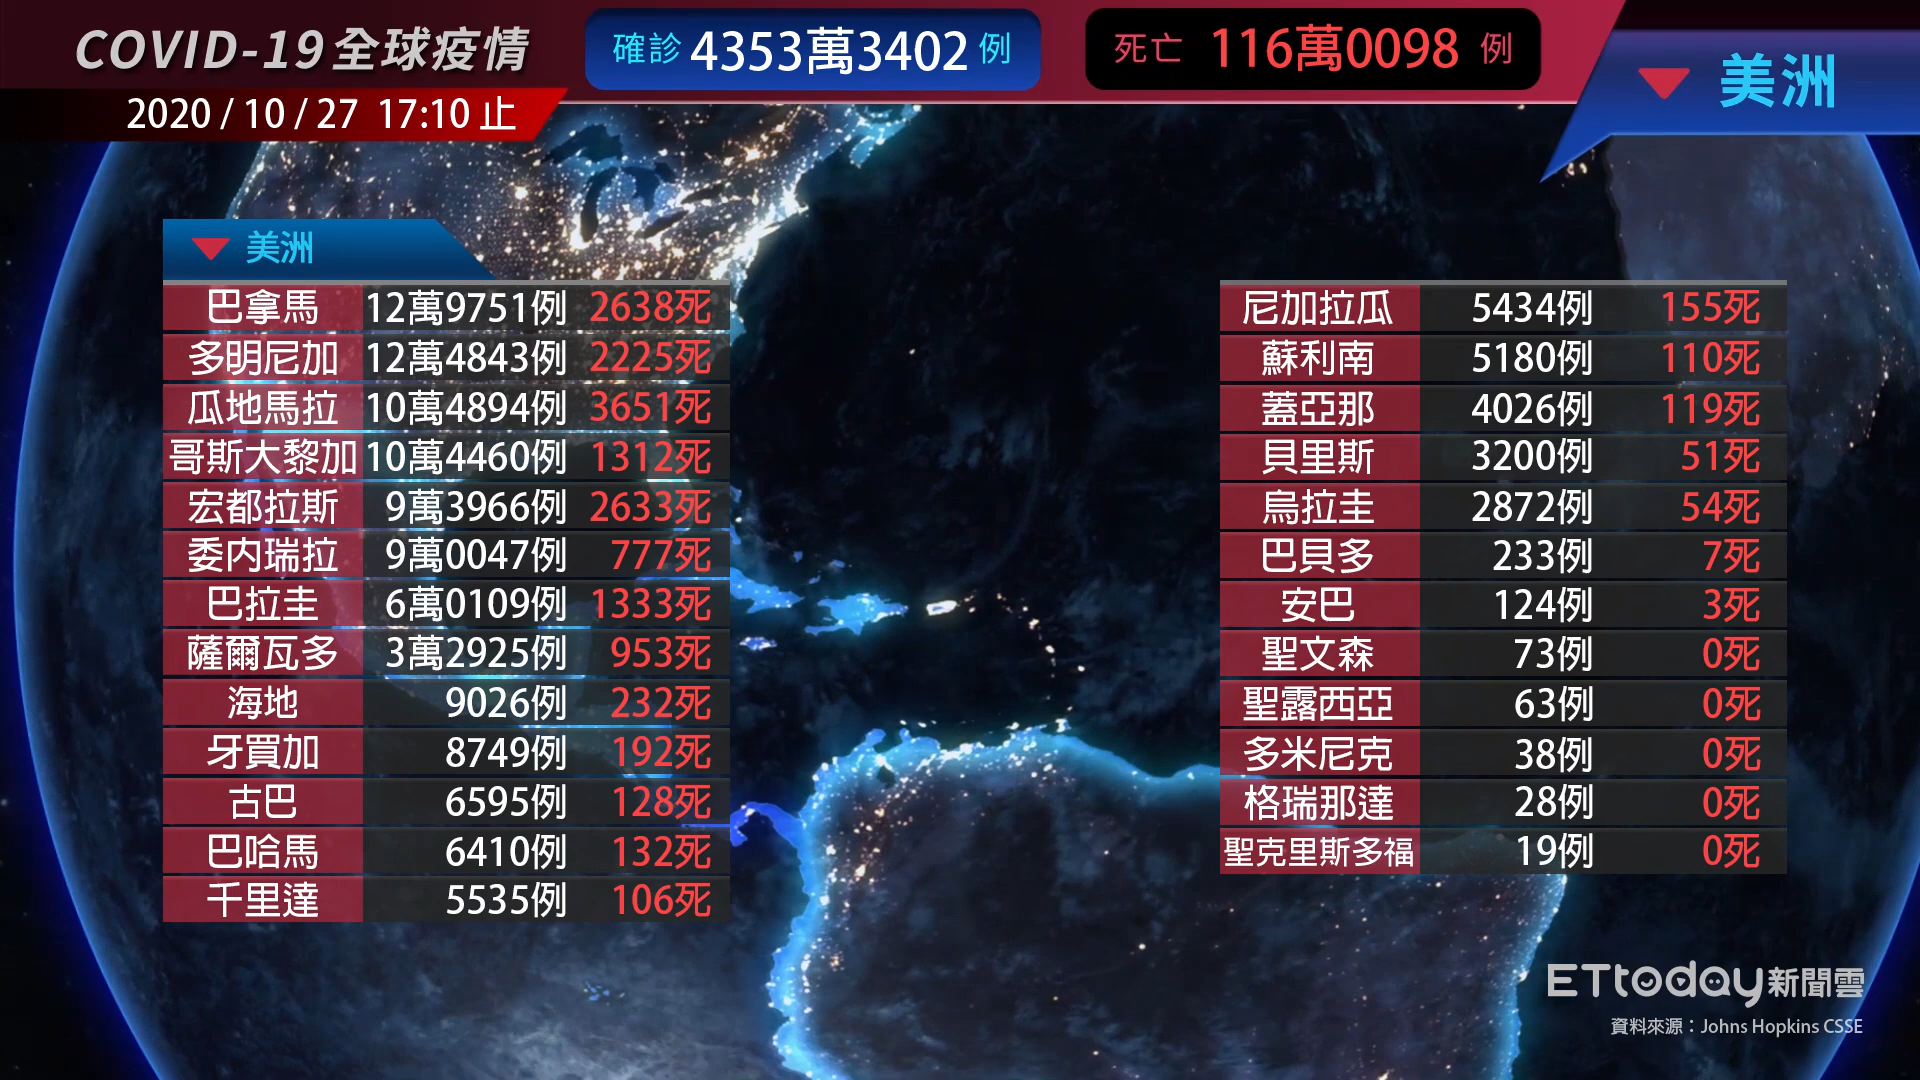 COVID-19全球疫情
確診 4353萬3402 例
死亡 116萬0098 例
美洲
2020 / 10 / 27 17:10 止
美洲
巴拿馬 12萬9751例 2638死
多明尼加 12萬4843例 2225死
瓜地馬拉 10萬4894例 3651死
哥斯大黎加 10萬4460例 1312死
宏都拉斯 9萬3966例 2633死
委內瑞拉 9萬0047例 777死
巴拉圭 6萬0109例 1333死
薩爾瓦多 3萬2925例 953死
海地 9026例 232死
牙買加 8749例 192死
古巴 6595例 128死
巴哈馬 6410例 132死
千里達 5535例 106死
尼加拉瓜 5434例 155死
蘇利南 5180例 110死
蓋亞那 4026例 119死
貝里斯 3200例 51死
烏拉圭 2872例 54死
巴貝多 233例 7死
安巴 124例 3死
聖文森 73例 0死
聖露西亞 63例 0死
多米尼克 38例 0死
格瑞那達 28例 0死
聖克里斯多福 19例 0死
ETtoday新聞雲
資料來源：Johns Hopkins CSSE